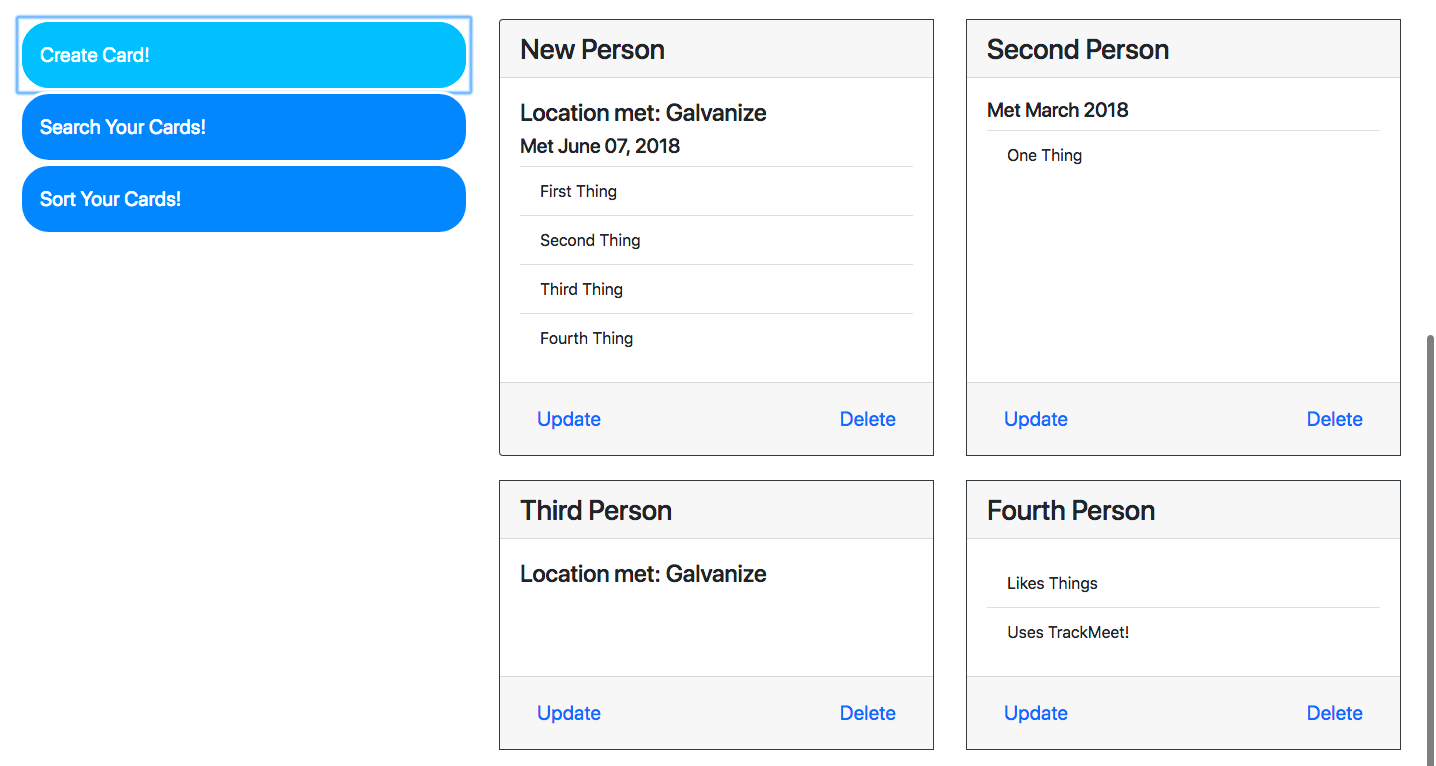 Create Card!
Search Your Cards!
Sort Your Cards!
New Person
Location met: Galvanize
Met June 07, 2018
First Thing
Second Thing
Third Thing
Fourth Thing
Update
Delete
Second Person
Met March 2018
One Thing
Update
Delete
Third Person
Location met: Galvanize
Update
Delete
Fourth Person
Likes Things
Uses TrackMeet!
Update
Delete